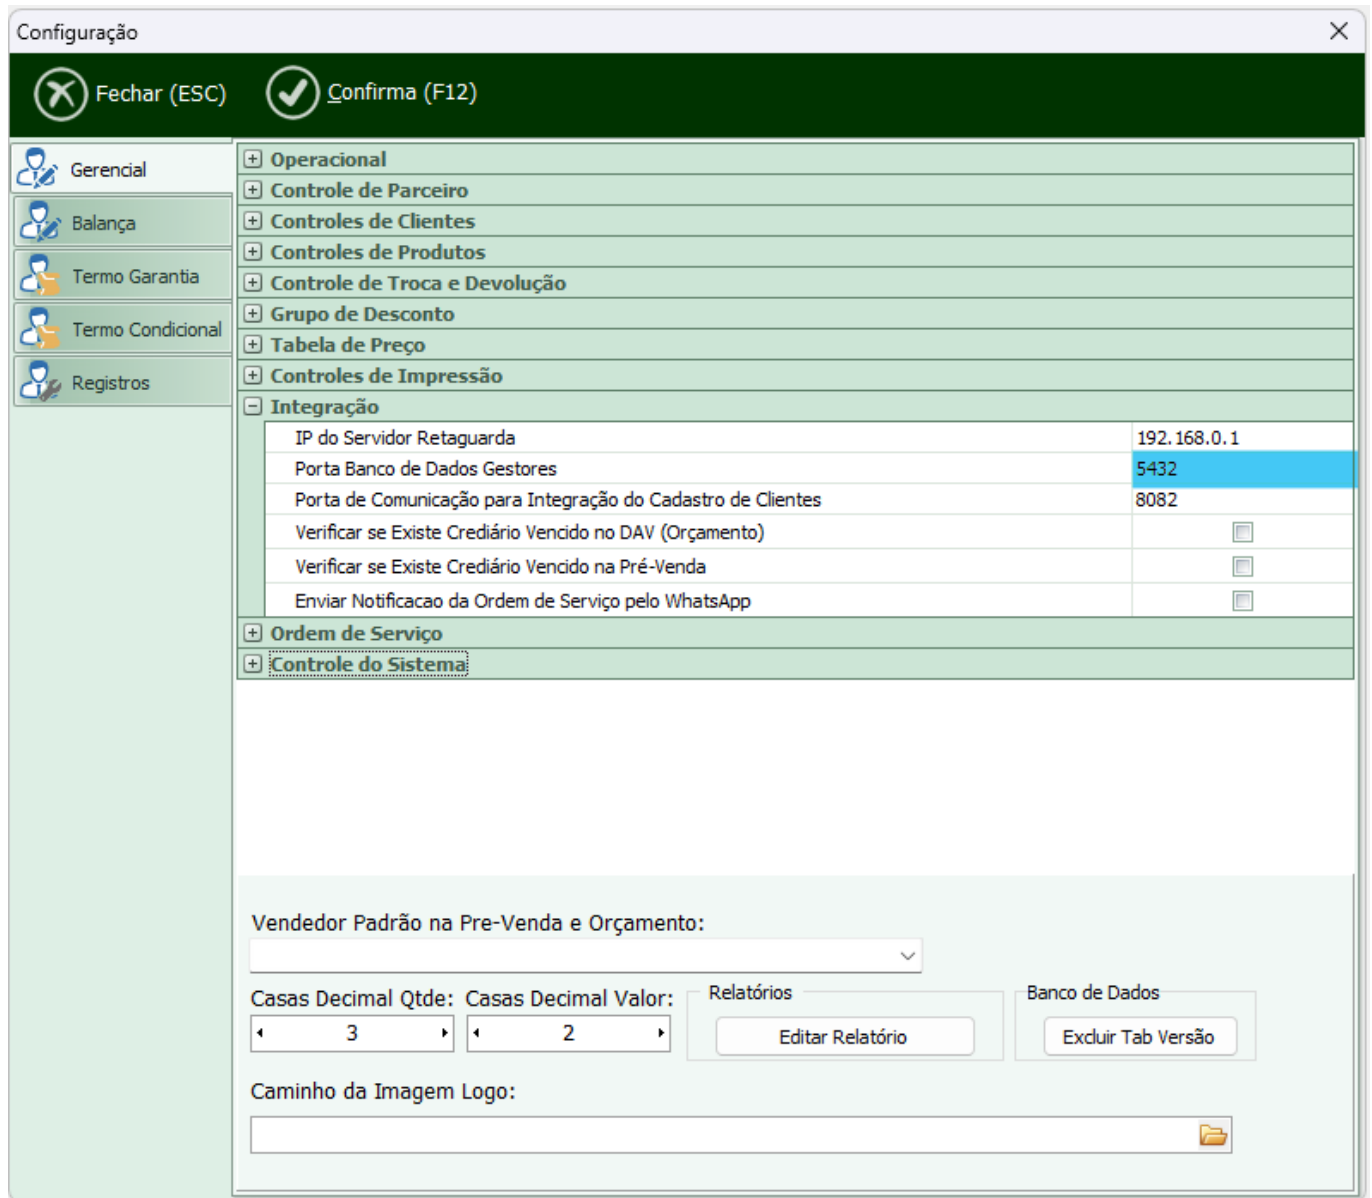 Configuração
Fechar (ESC) Confirma (F12)
Gerencial
Balança
Termo Garantia
Termo Condicional
Registros
Operacional
Controle de Parceiro
Controles de Clientes
Controles de Produtos
Controle de Troca e Devolução
Grupo de Desconto
Tabela de Preço
Controles de Impressão
Integração
IP do Servidor Retaguarda 192.168.0.1
Porta Banco de Dados Gestores 5432
Porta de Comunicação para Integração do Cadastro de Clientes 8082
Verificar se Existe Crediário Vencido no DAV (Orçamento)
Verificar se Existe Crediário Vencido na Pré-Venda
Enviar Notificacao da Ordem de Serviço pelo WhatsApp
Ordem de Serviço
Controle do Sistema
Vendedor Padrão na Pre-Venda e Orçamento:
Casas Decimal Qtde: Casas Decimal Valor: Relatórios Banco de Dados
3 2 Editar Relatório Excluir Tab Versão
Caminho da Imagem Logo: